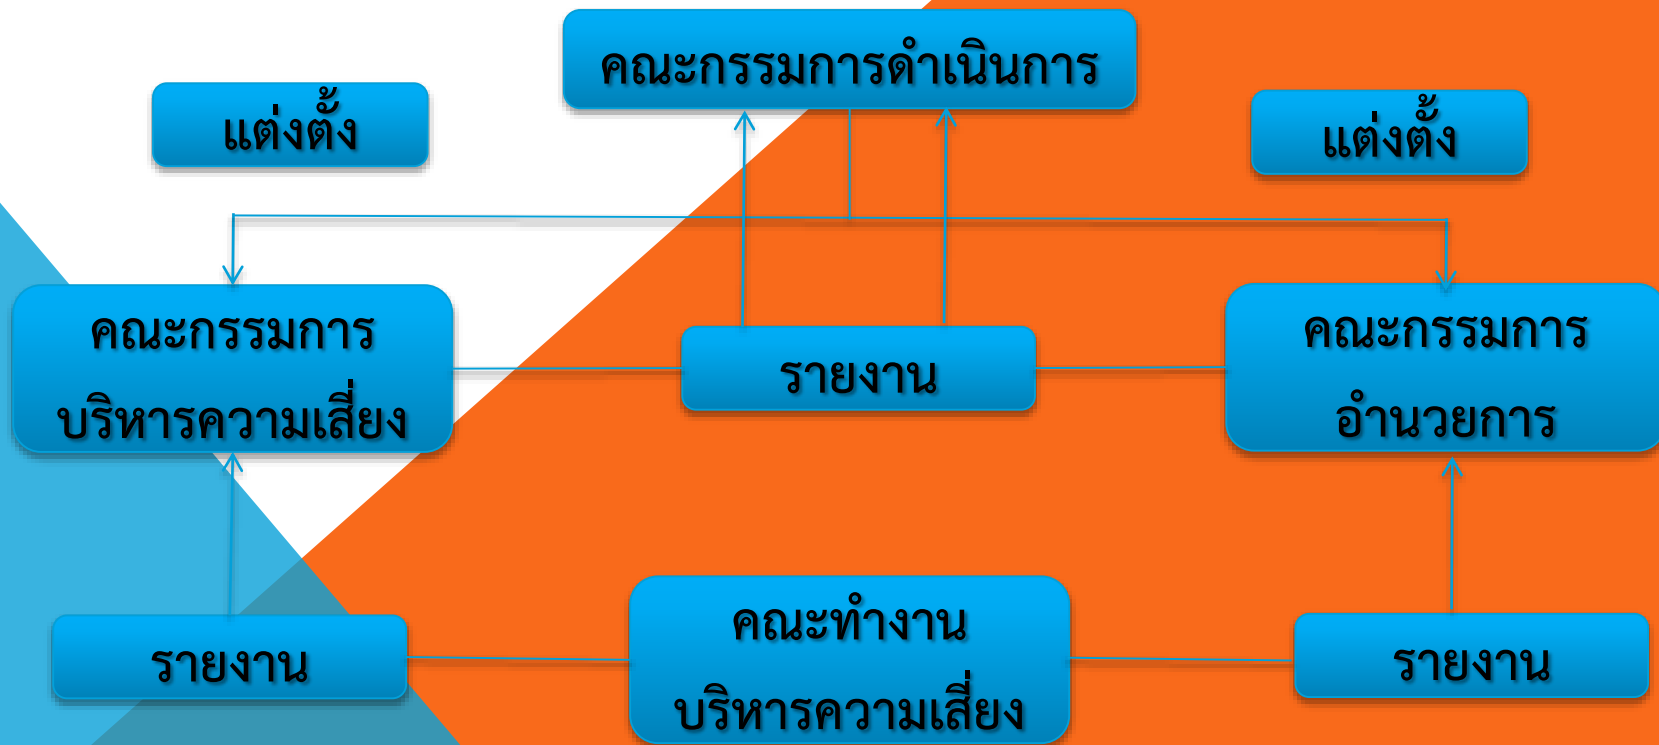 คณะกรรมการดำเนินการ
แต่งตั้ง
แต่งตั้ง
คณะกรรมการ
บริหารความเสี่ยง
รายงาน
คณะกรรมการ
อำนวยการ
รายงาน
คณะทำงาน
บริหารความเสี่ยง
รายงาน